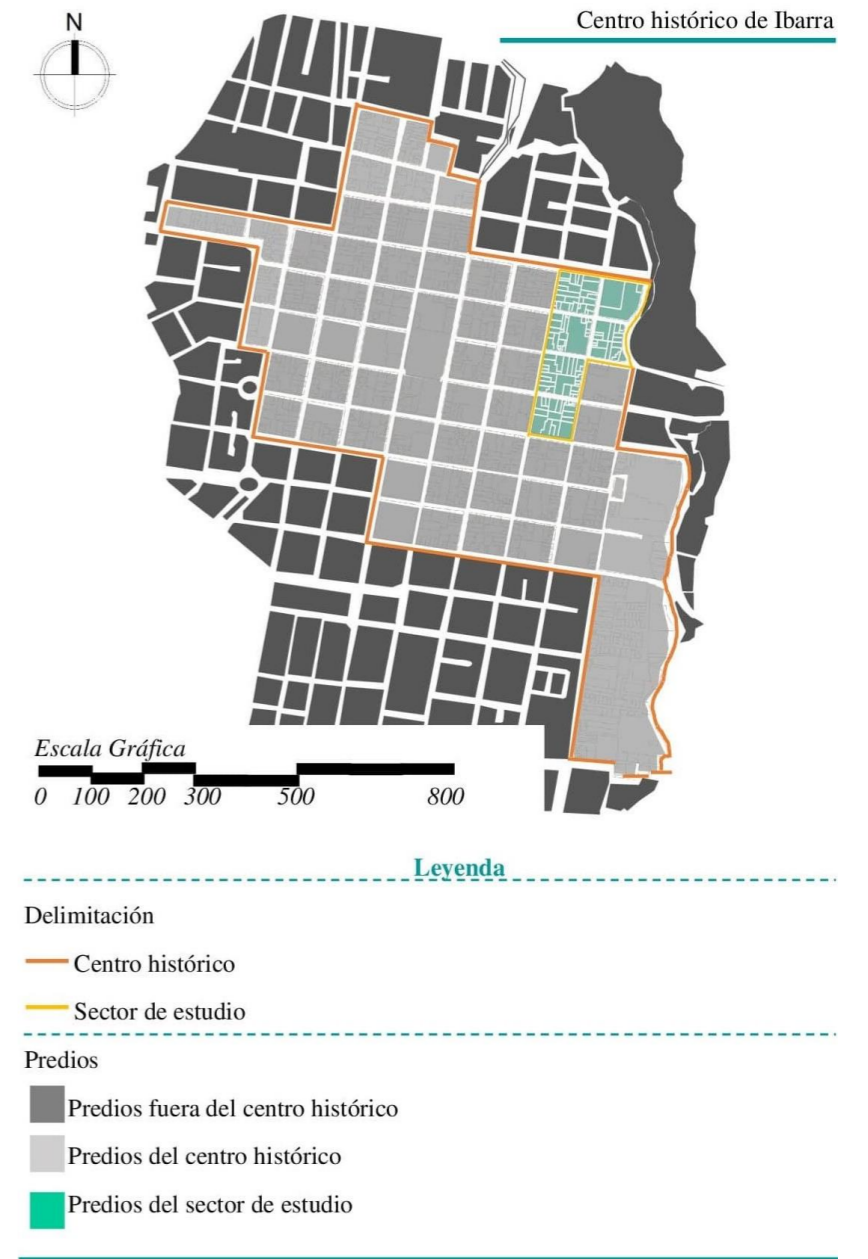 N
Centro histórico de Ibarra
Escala Gráfica
0 100 200 300 500 800
Leyenda
Delimitación
Centro histórico
Sector de estudio
Predios
Predios fuera del centro histórico
Predios del centro histórico
Predios del sector de estudio